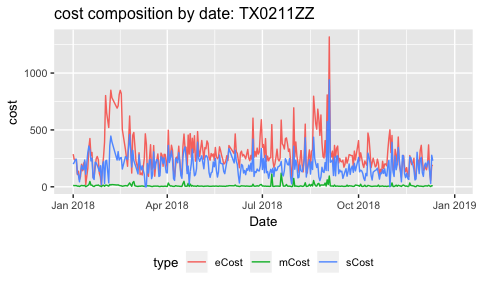 cost composition by date: TX0211ZZ
cost
1000
500
0
Jan 2018 Apr 2018 Jul 2018 Oct 2018 Jan 2019
Date
type eCost mCost sCost